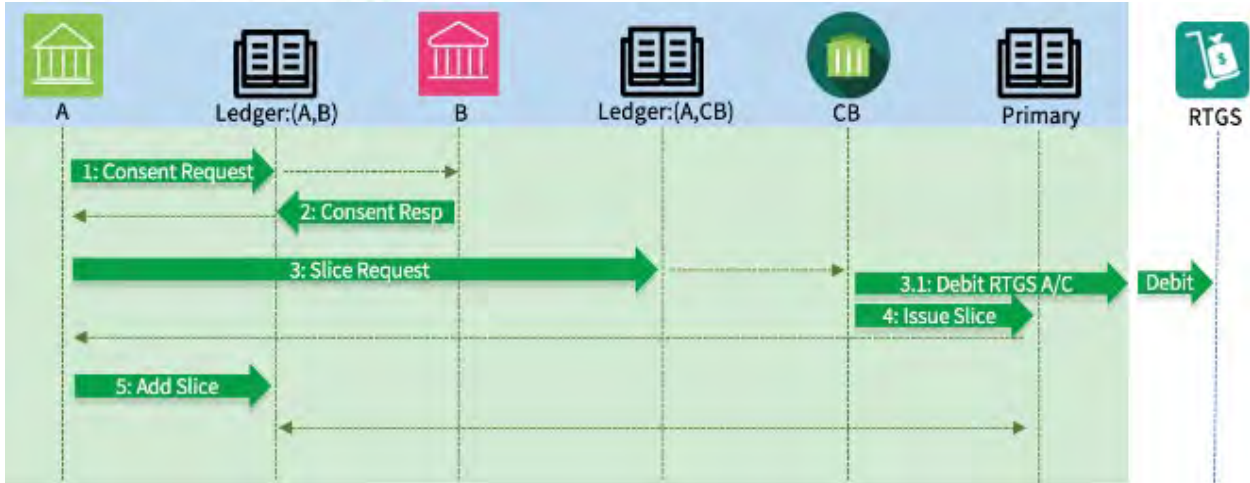 A
Ledger:(A,B)
B
Ledger:(A,CB)
CB
Primary
RTGS
1: Consent Request
2: Consent Resp
3: Slice Request
3.1: Debit RTGS A/C
Debit
4: Issue Slice
5: Add Slice